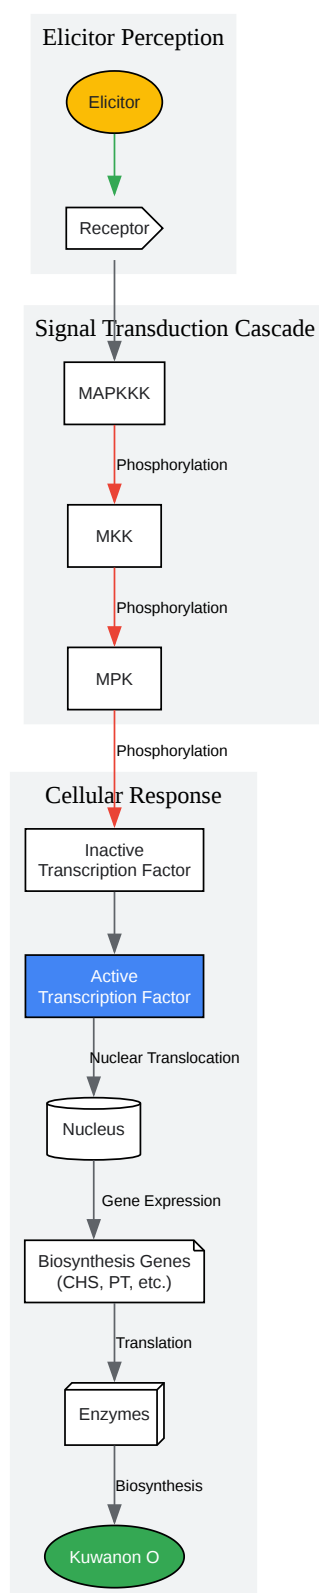 Elicitor Perception
Elicitor
Receptor
Signal Transduction Cascade
MAPKKK
Phosphorylation
MKK
Phosphorylation
MPK
Phosphorylation
Cellular Response
Inactive
Transcription Factor
Active
Transcription Factor
Nuclear Translocation
Nucleus
Gene Expression
Biosynthesis Genes
(CHS, PT, etc.)
Translation
Enzymes
Biosynthesis
Kuwanon O